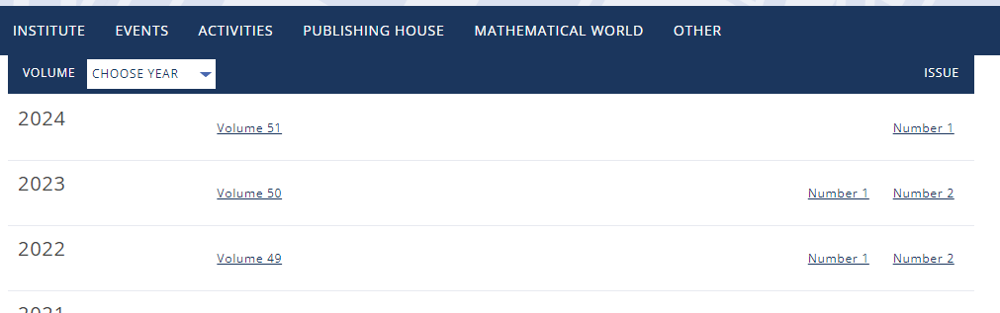 INSTITUTE EVENTS ACTIVITIES PUBLISHING HOUSE MATHEMATICAL WORLD OTHER
VOLUME CHOOSE YEAR ISSUE
2024 Volume 51 Number 1
2023 Volume 50 Number 1 Number 2
2022 Volume 49 Number 1 Number 2
2021